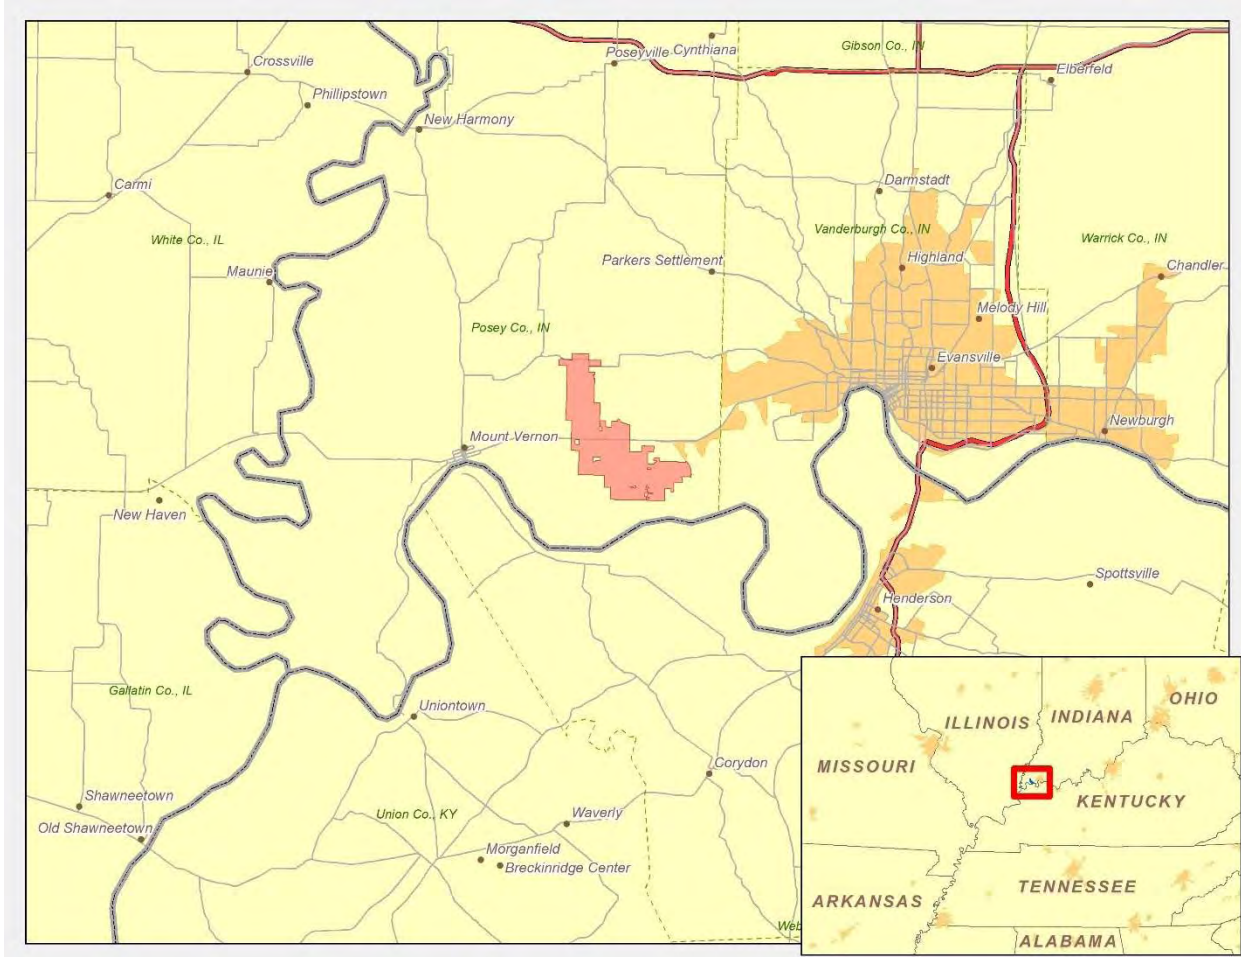 Poseyville
Cynthiana
Gibson Co., IN
Crossville
Elberfeld
Phillipstown
New Harmony
Carmi
Darmstadt
White Co., IL
Vanderburgh Co., IN
Warrick Co., IN
Parkers Settlement
Highland
Chandler
Maunie
Melody Hill
Posey Co., IN
Evansville
Newburgh
Mount Vernon
New Haven
Spottsville
Henderson
Gallatin Co., IL
Uniontown
Corydon
Shawneetown
Union Co., KY
Waverly
Old Shawneetown
Morganfield
Breckinridge Center
Web
OHIO
INDIANA
ILLINOIS
MISSOURI
KENTUCKY
TENNESSEE
ARKANSAS
ALABAMA